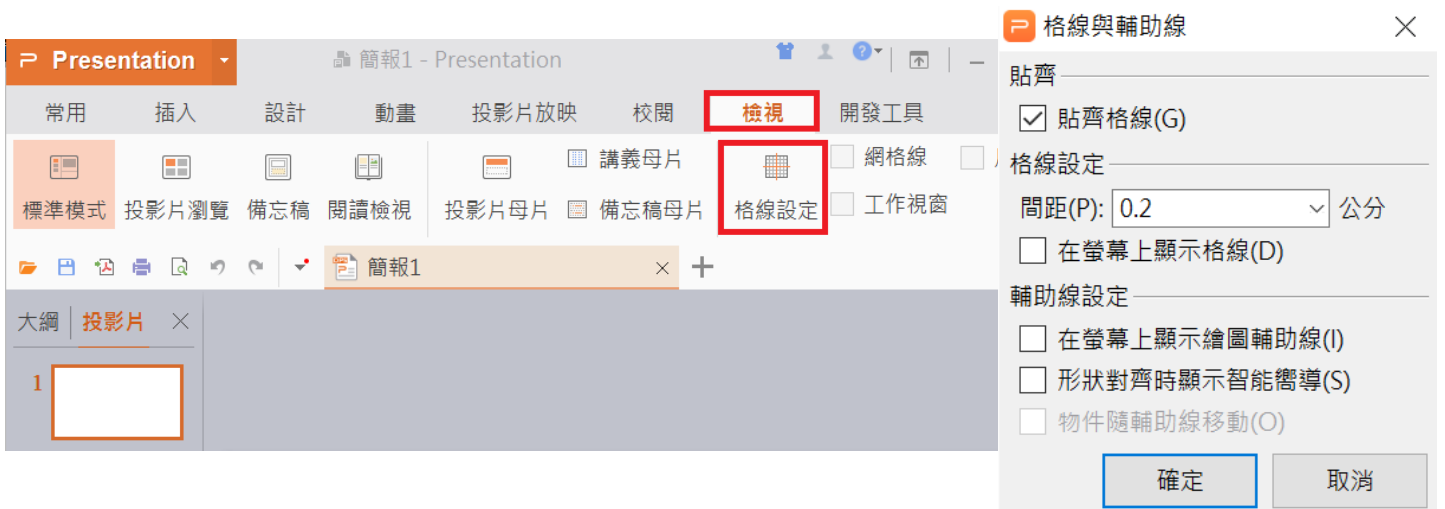 Presentation
簡報1 - Presentation
常用 插入 設計 動畫 投影片放映 校閱 檢視 開發工具
標準模式 投影片瀏覽 備忘稿 閱讀檢視 投影片母片 講義母片 備忘稿母片 格線設定 網格線 工作視窗
簡報1
大綱 投影片
1
格線與輔助線
貼齊
貼齊格線(G)
格線設定
間距(P): 0.2 公分
在螢幕上顯示格線(D)
輔助線設定
在螢幕上顯示繪圖輔助線(I)
形狀對齊時顯示智能嚮導(S)
物件隨輔助線移動(O)
確定 取消